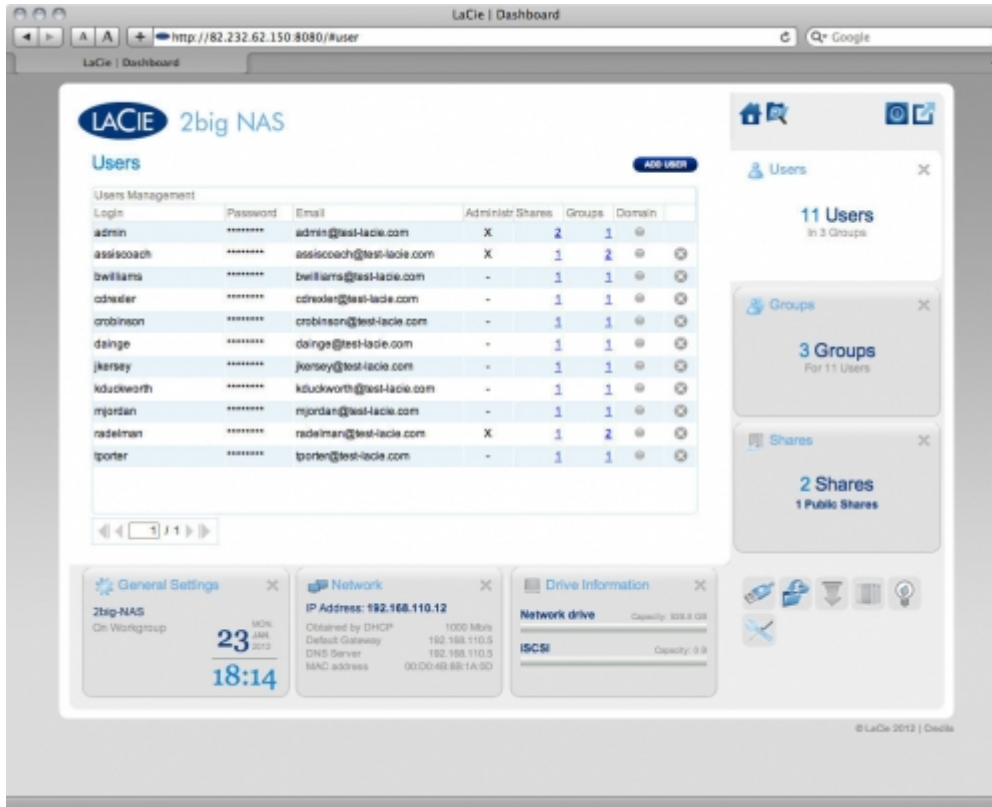 LaCie | Dashboard
A A + http://82.232.62.150:8080/#user Google
LaCie | Dashboard
LACIE 2big NAS
Users ADD USER
Users Management
Login Password Email Administr Shares Groups Domain
admin ******** admin@test-lacie.com X 2 1
assiscoach ******** assiscoach@test-lacie.com X 1 2
bwilliams ******** bwilliams@test-lacie.com - 1 1
cdrexler ******** cdrexler@test-lacie.com - 1 1
crobinson ******** crobinson@test-lacie.com - 1 1
dainge ******** dainge@test-lacie.com - 1 1
jkersey ******** jkersey@test-lacie.com - 1 1
kduckworth ******** kduckworth@test-lacie.com - 1 1
mjordan ******** mjordan@test-lacie.com - 1 1
radelman ******** radelman@test-lacie.com X 1 2
tporter ******** tporter@test-lacie.com - 1 1
1 / 1
Users
11 Users
In 3 Groups
Groups
3 Groups
For 11 Users
Shares
2 Shares
1 Public Shares
General Settings
2big-NAS
On Workgroup
MON.
23 JAN.
2012
18:14
Network
IP Address: 192.168.110.12
Obtained by DHCP 1000 Mb/s
Default Gateway 192.168.110.5
DNS Server 192.168.110.5
MAC address 00:D0:4B:8B:1A:0D
Drive Information
Network drive Capacity: GB
iSCSI Capacity: 0 B
© LaCie 2012 | Credits